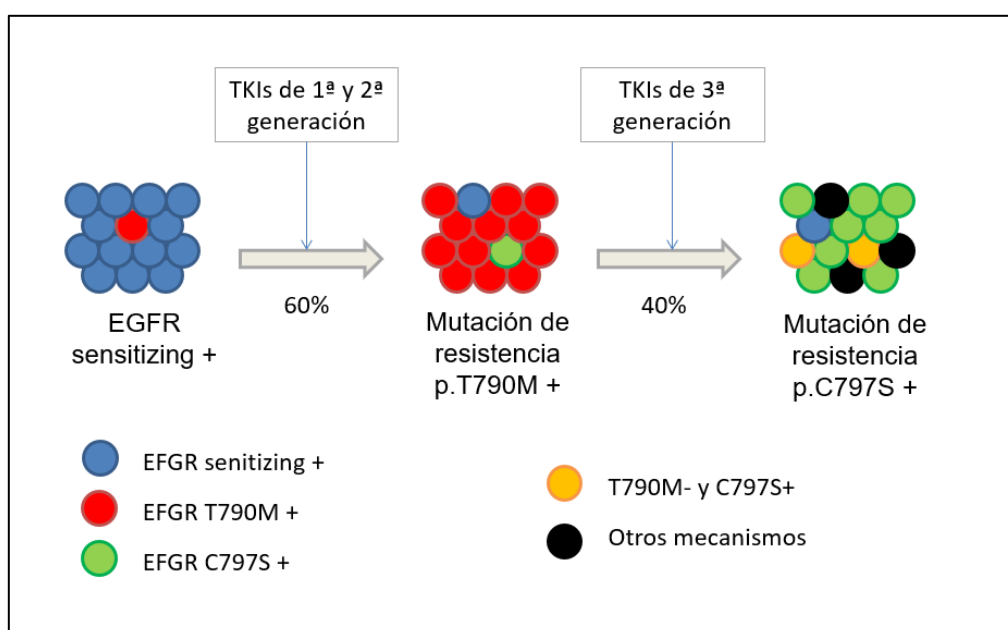 TKIs de 1ª y 2ª
generación
TKIs de 3ª
generación
60%
40%
EGFR
sensitizing +
Mutación de
resistencia
p.T790M +
Mutación de
resistencia
p.C797S +
EFGR senitizing +
EFGR T790M +
EFGR C797S +
T790M- y C797S+
Otros mecanismos